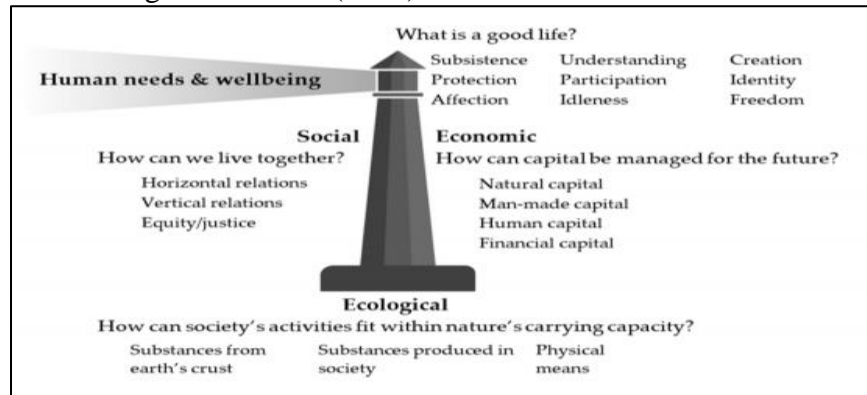 What is a good life?
Human needs & wellbeing
Subsistence Understanding Creation
Protection Participation Identity
Affection Idleness Freedom
Social
How can we live together?
Horizontal relations
Vertical relations
Equity/justice
Economic
How can capital be managed for the future?
Natural capital
Man-made capital
Human capital
Financial capital
Ecological
How can society's activities fit within nature's carrying capacity?
Substances from
earth's crust
Substances produced in
society
Physical
means